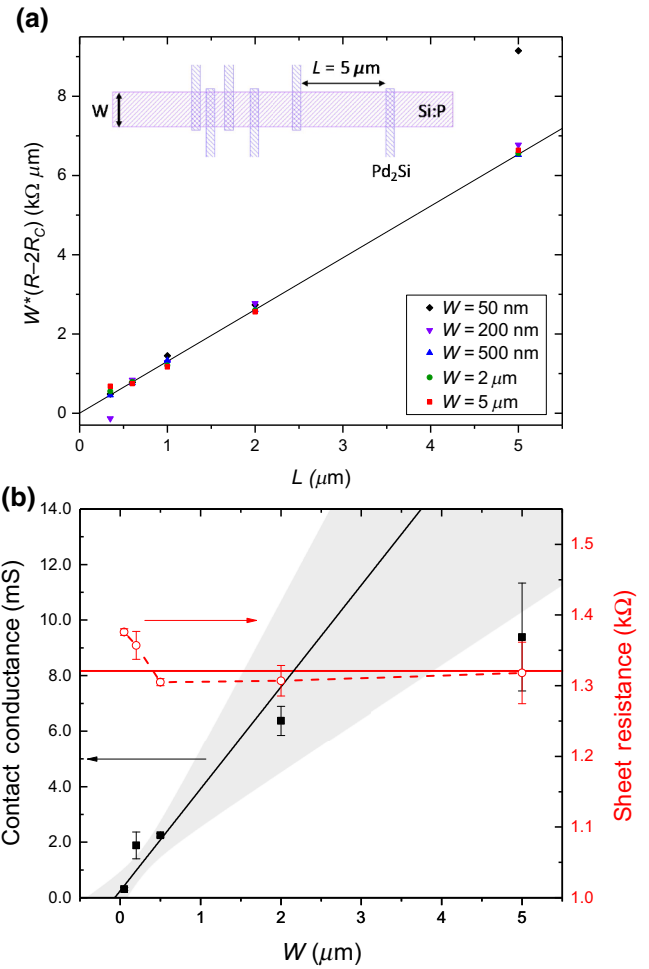 (a)
8
6
4
2
0
W*(R–2R_C) (kΩ μm)
L = 5 μm
W
Si:P
Pd₂Si
W = 50 nm
W = 200 nm
W = 500 nm
W = 2 μm
W = 5 μm
0 1 2 3 4 5
L (μm)
(b)
14.0
12.0
10.0
8.0
6.0
4.0
2.0
0.0
Contact conductance (mS)
1.5
1.4
1.3
1.2
1.1
1.0
Sheet resistance (kΩ)
0 1 2 3 4 5
W (μm)